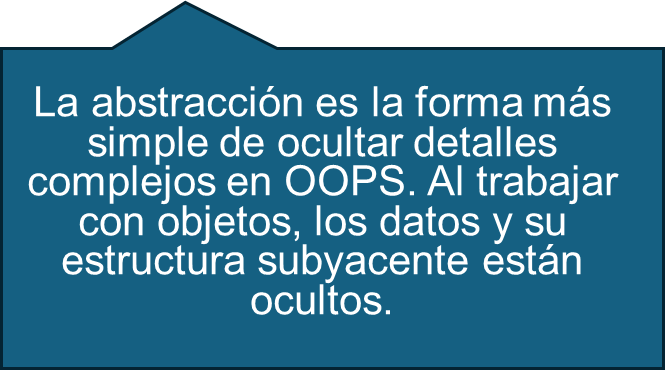 La abstracción es la forma más
simple de ocultar detalles
complejos en OOPS. Al trabajar
con objetos, los datos y su
estructura subyacente están
ocultos.